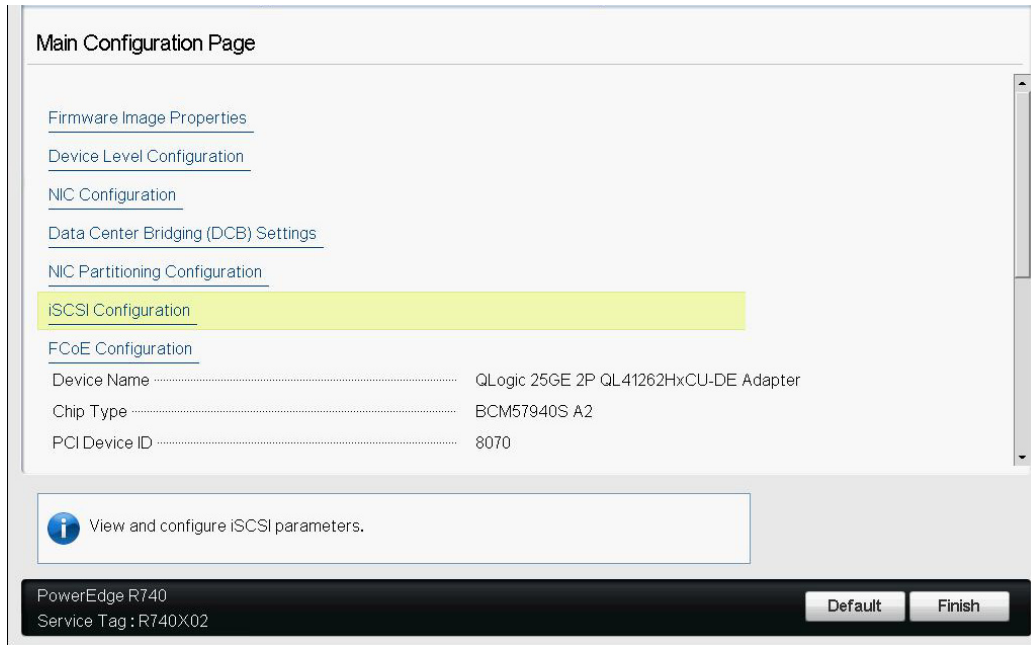 Main Configuration Page
Firmware Image Properties
Device Level Configuration
NIC Configuration
Data Center Bridging (DCB) Settings
NIC Partitioning Configuration
iSCSI Configuration
FCoE Configuration
Device Name QLogic 25GE 2P QL41262HxCU-DE Adapter
Chip Type BCM57940S A2
PCI Device ID 8070
View and configure iSCSI parameters.
PowerEdge R740
Service Tag : R740X02
Default Finish